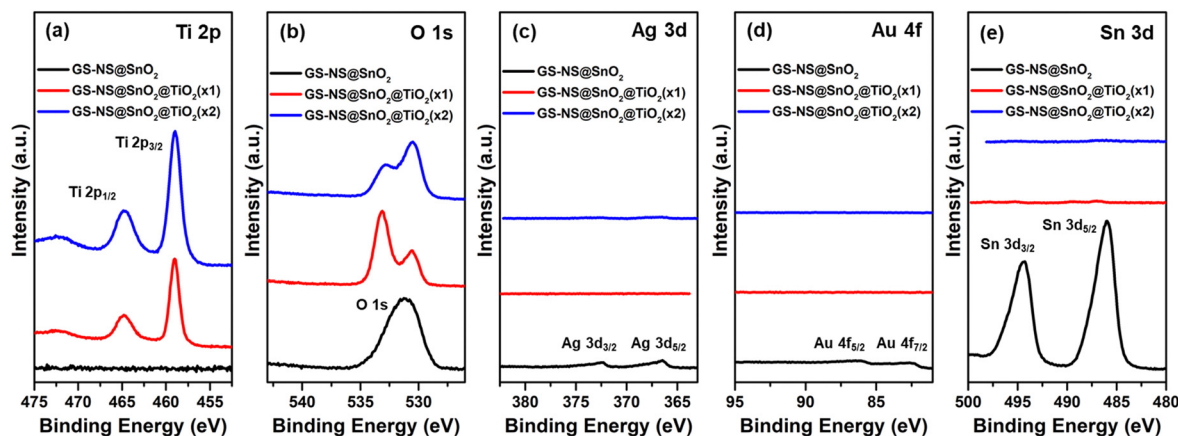 (a) Ti 2p
GS-NS@SnO₂
GS-NS@SnO₂@TiO₂(x1)
GS-NS@SnO₂@TiO₂(x2)
Ti 2p₃/₂
Ti 2p₁/₂
Intensity (a.u.)
475 470 465 460 455
Binding Energy (eV)
(b) O 1s
GS-NS@SnO₂
GS-NS@SnO₂@TiO₂(x1)
GS-NS@SnO₂@TiO₂(x2)
O 1s
Intensity (a.u.)
540 530
Binding Energy (eV)
(c) Ag 3d
GS-NS@SnO₂
GS-NS@SnO₂@TiO₂(x1)
GS-NS@SnO₂@TiO₂(x2)
Ag 3d₃/₂ Ag 3d₅/₂
Intensity (a.u.)
375 370 365
Binding Energy (eV)
(d) Au 4f
GS-NS@SnO₂
GS-NS@SnO₂@TiO₂(x1)
GS-NS@SnO₂@TiO₂(x2)
Au 4f₅/₂ Au 4f₇/₂
Intensity (a.u.)
95 90 85
Binding Energy (eV)
(e) Sn 3d
GS-NS@SnO₂
GS-NS@SnO₂@TiO₂(x1)
GS-NS@SnO₂@TiO₂(x2)
Sn 3d₅/₂
Sn 3d₃/₂
Intensity (a.u.)
500 495 490 485 480
Binding Energy (eV)